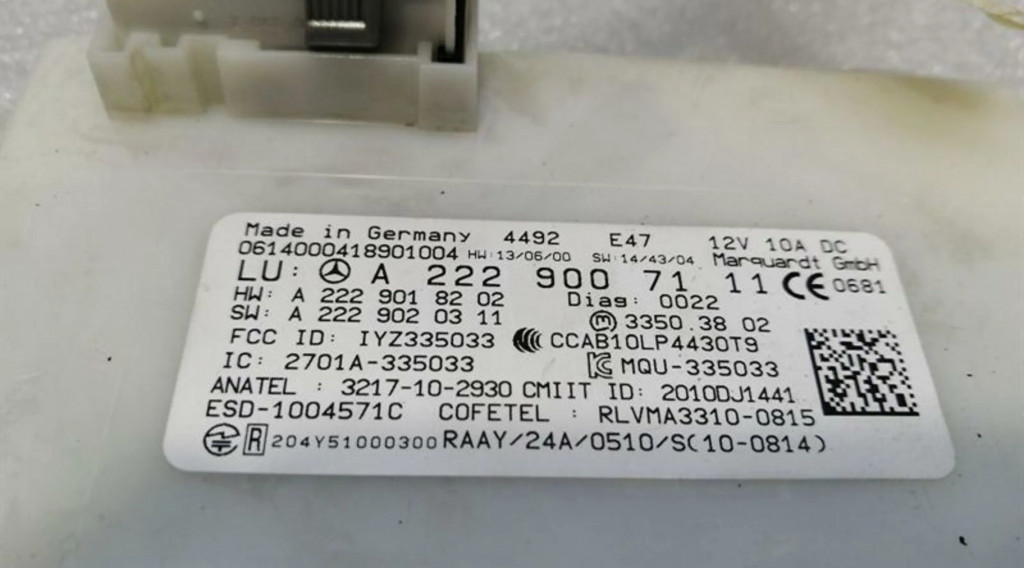 Made in Germany 4492 E47 12V 10A DC
0614000418901004 HW:13/06/00 SW:14/43/04 Marquardt GmbH
LU: A 222 900 71 11 CE 0681
HW: A 222 901 82 02 Diag: 0022
SW: A 222 902 03 11 M 3350.38 02
FCC ID: IYZ335033 CCAB10LP4430T9
IC: 2701A-335033 MQU-335033
ANATEL : 3217-10-2930 CMIIT ID: 2010DJ1441
ESD-1004571C COFETEL : RLVMA3310-0815
R 204Y51000300 RAAY/24A/0510/S(10-0814)